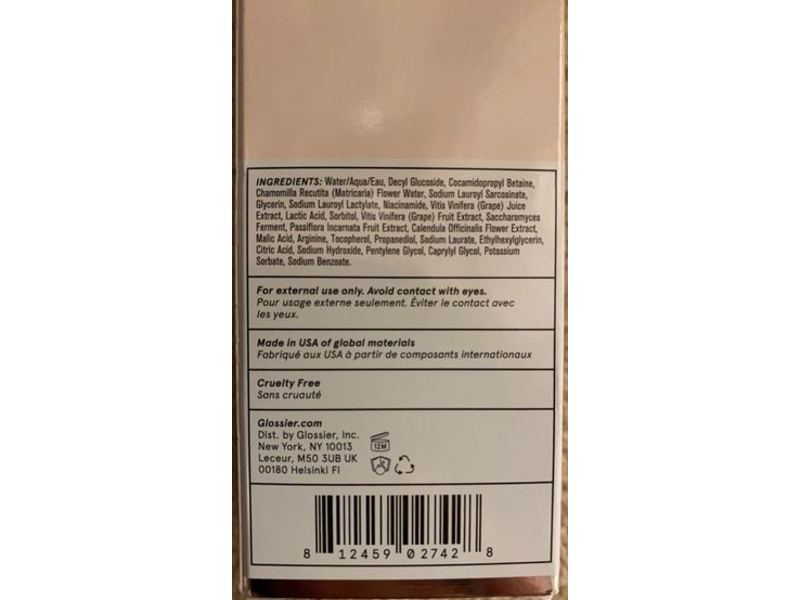 INGREDIENTS: Water/Aqua/Eau, Decyl Glucoside, Cocamidopropyl Betaine,
Chamomilla Recutita (Matricaria) Flower Water, Sodium Lauroyl Sarcosinate,
Glycerin, Sodium Lauroyl Lactylate, Niacinamide, Vitis Vinifera (Grape) Juice
Extract, Lactic Acid, Sorbitol, Vitis Vinifera (Grape) Fruit Extract, Saccharomyces
Ferment, Passiflora Incarnata Fruit Extract, Calendula Officinalis Flower Extract,
Malic Acid, Arginine, Tocopherol, Propanediol, Sodium Laurate, Ethylhexylglycerin,
Citric Acid, Sodium Hydroxide, Pentylene Glycol, Caprylyl Glycol, Potassium
Sorbate, Sodium Benzoate.
For external use only. Avoid contact with eyes.
Pour usage externe seulement. Éviter le contact avec
les yeux.
Made in USA of global materials
Fabriqué aux USA à partir de composants internationaux
Cruelty Free
Sans cruauté
Glossier.com
Dist. by Glossier, Inc.
New York, NY 10013
Leceur, M50 3UB UK
00180 Helsinki FI
12M
8 12459 02742 8